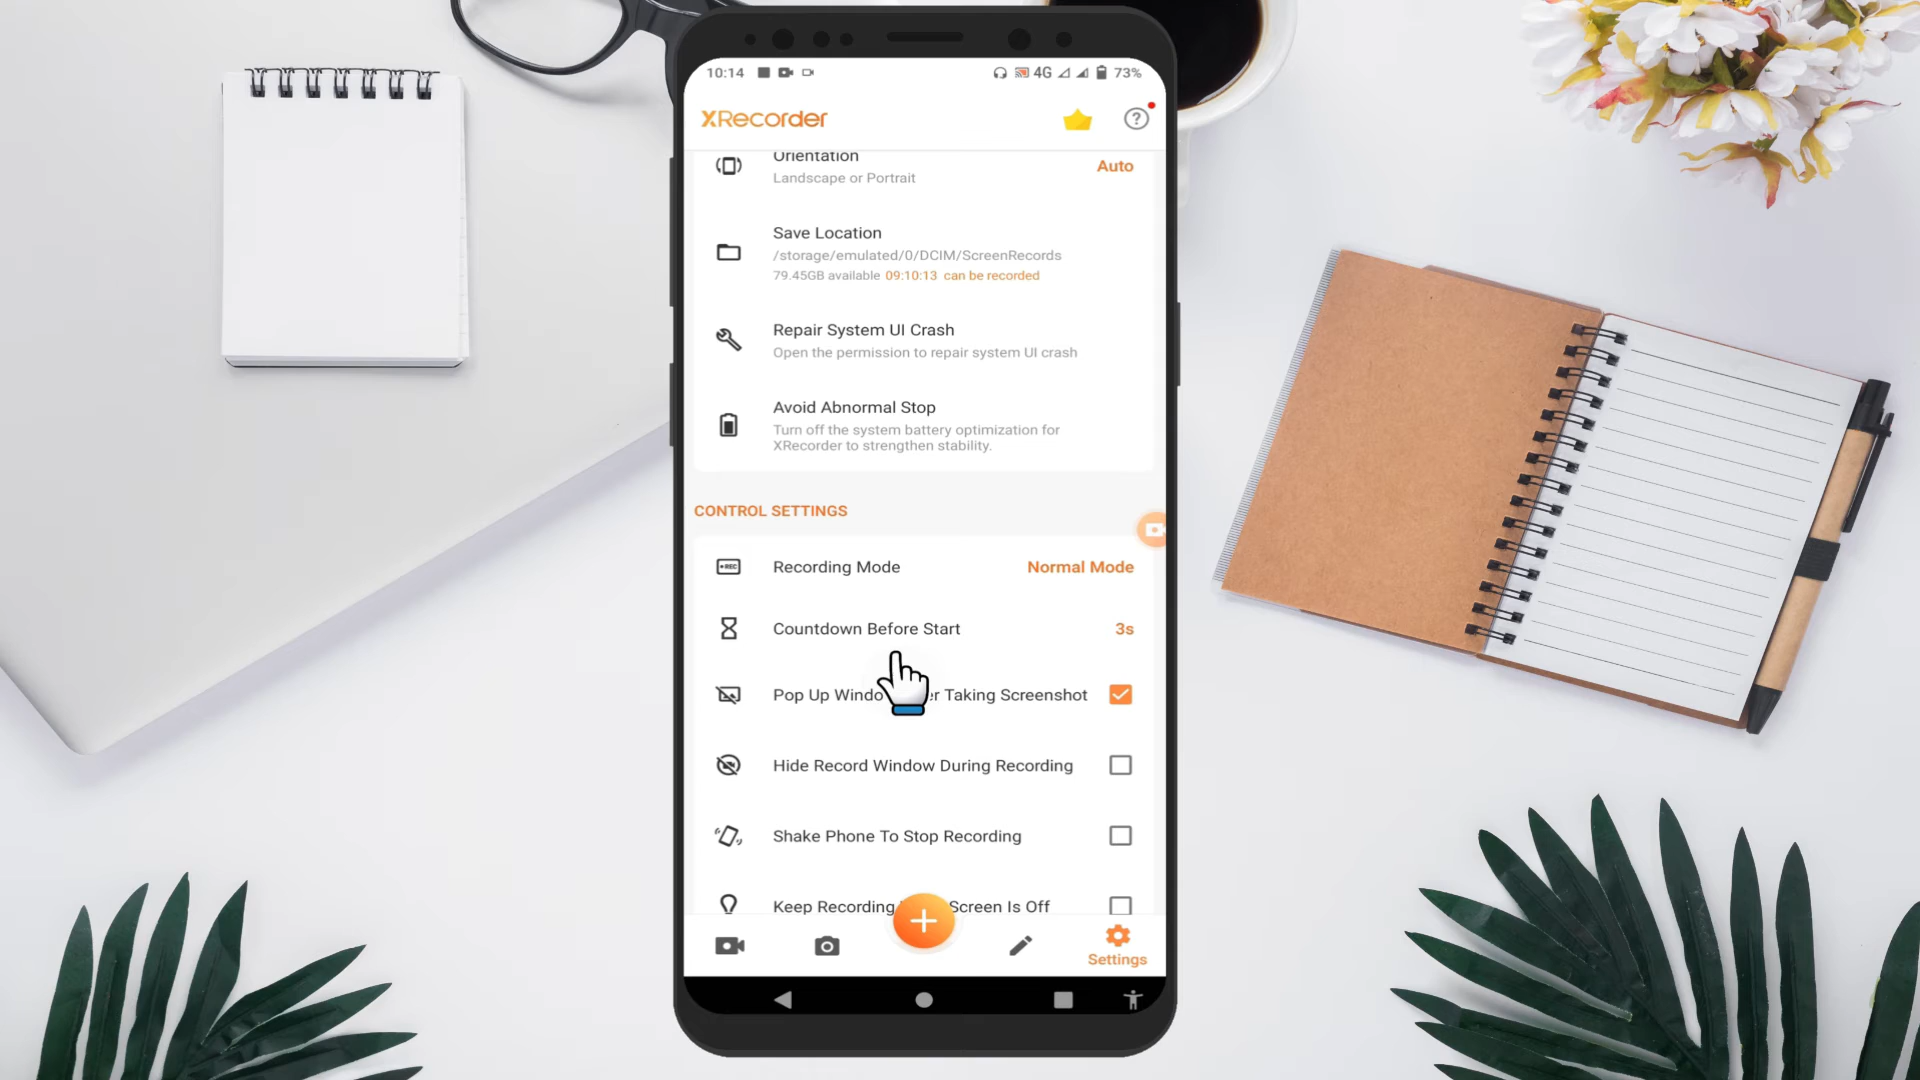 10:14 4G 73%
XRecorder
Orientation
Landscape or Portrait
Auto
Save Location
/storage/emulated/0/DCIM/ScreenRecords
79.45GB available 09:10:13 can be recorded
Repair System UI Crash
Open the permission to repair system UI crash
Avoid Abnormal Stop
Turn off the system battery optimization for
XRecorder to strengthen stability.
CONTROL SETTINGS
REC
Recording Mode Normal Mode
Countdown Before Start 3s
Pop Up Taking Screenshot
Hide Record Window During Recording
Shake Phone To Stop Recording
Keep Recording Screen Is Off
Settings